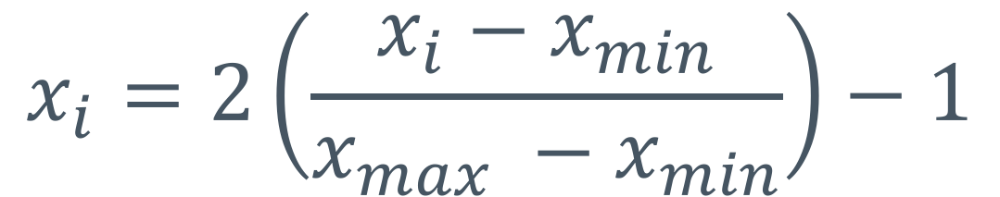 x_i = 2 ( (x_i − x_min) / (x_max − x_min) ) − 1